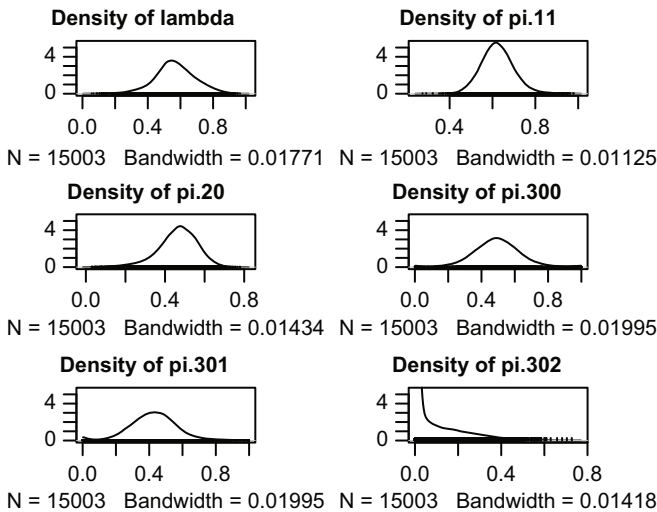 Density of lambda Density of pi.11
4 4
0 0
0.0 0.4 0.8 0.4 0.8
N = 15003 Bandwidth = 0.01771 N = 15003 Bandwidth = 0.01125
Density of pi.20 Density of pi.300
4 4
0 0
0.0 0.4 0.8 0.0 0.4 0.8
N = 15003 Bandwidth = 0.01434 N = 15003 Bandwidth = 0.01995
Density of pi.301 Density of pi.302
4 4
0 0
0.0 0.4 0.8 0.0 0.4 0.8
N = 15003 Bandwidth = 0.01995 N = 15003 Bandwidth = 0.01418